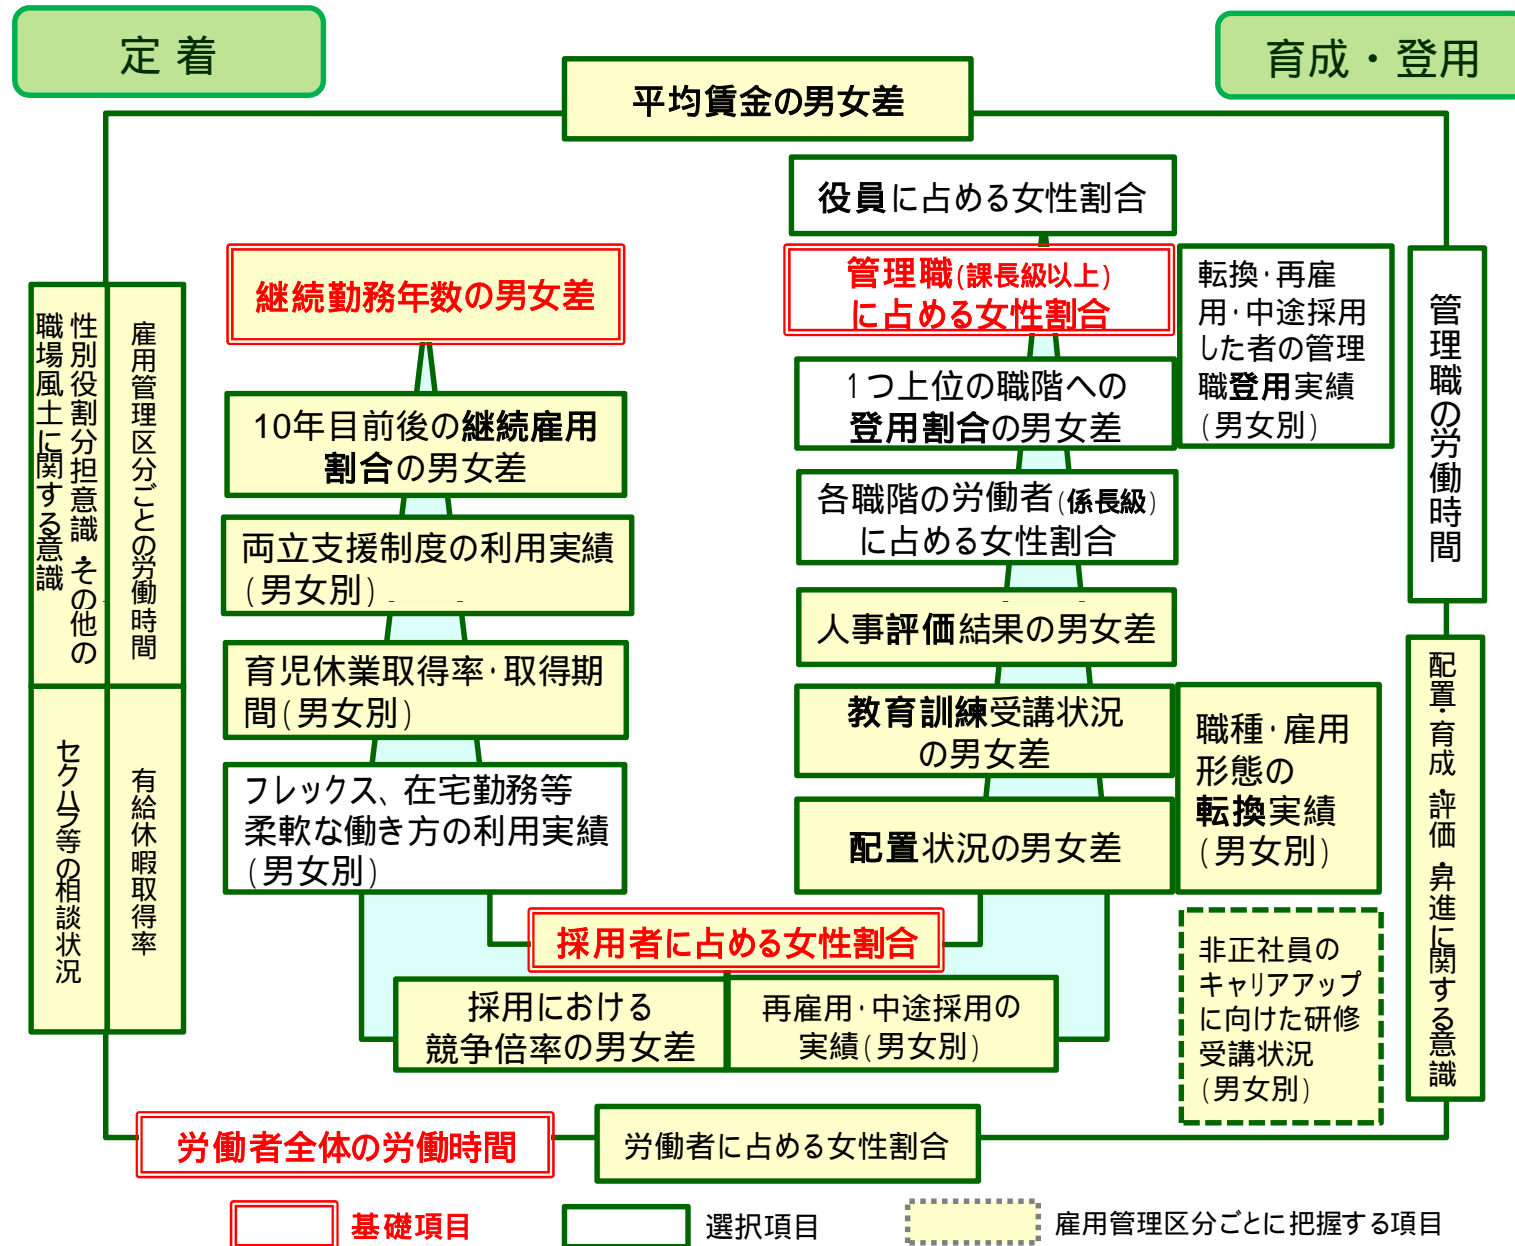 定 着
育成・登用
平均賃金の男女差
役員に占める女性割合
継続勤務年数の男女差
管理職(課長級以上)
に占める女性割合
転換・再雇
用・中途採用
した者の管理
職登用実績
(男女別)
管理職の労働時間
性別役割分担意識・その他の
職場風土に関する意識
雇用管理区分ごとの労働時間
10年目前後の継続雇用
割合の男女差
1つ上位の職階への
登用割合の男女差
各職階の労働者(係長級)
に占める女性割合
両立支援制度の利用実績
(男女別)
人事評価結果の男女差
育児休業取得率・取得期
間(男女別)
教育訓練受講状況
の男女差
職種・雇用
形態の
転換実績
(男女別)
配置・育成・評価・昇進に関する意識
セクハラ等の相談状況
有給休暇取得率
フレックス、在宅勤務等
柔軟な働き方の利用実績
(男女別)
配置状況の男女差
採用者に占める女性割合
非正社員の
キャリアアップ
に向けた研修
受講状況
(男女別)
採用における
競争倍率の男女差
再雇用・中途採用の
実績(男女別)
労働者全体の労働時間
労働者に占める女性割合
基礎項目
選択項目
雇用管理区分ごとに把握する項目